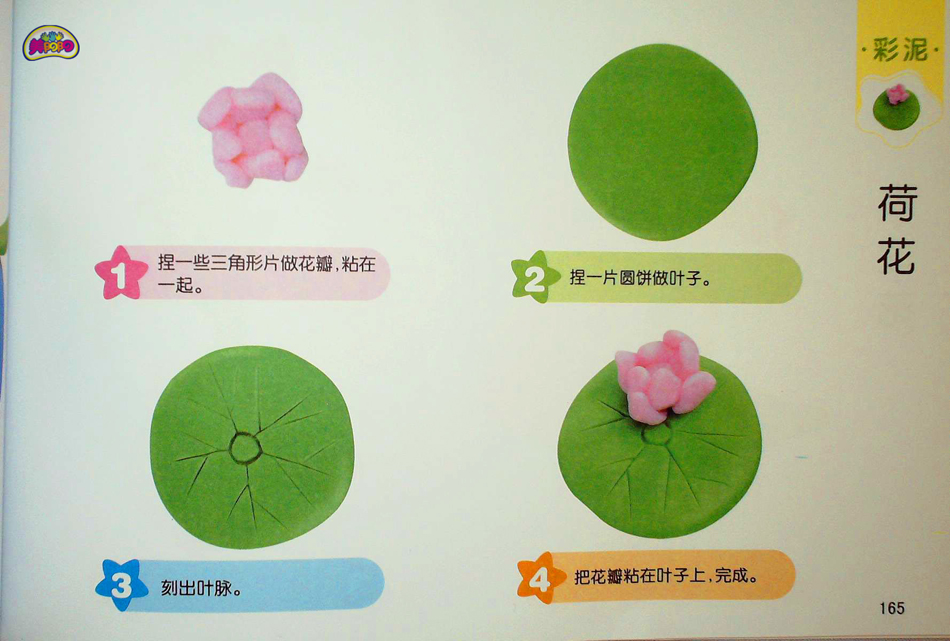 ·彩泥·
荷花
1
捏一些三角形片做花瓣，粘在
一起。
2
捏一片圆饼做叶子。
3
刻出叶脉。
4
把花瓣粘在叶子上，完成。
165